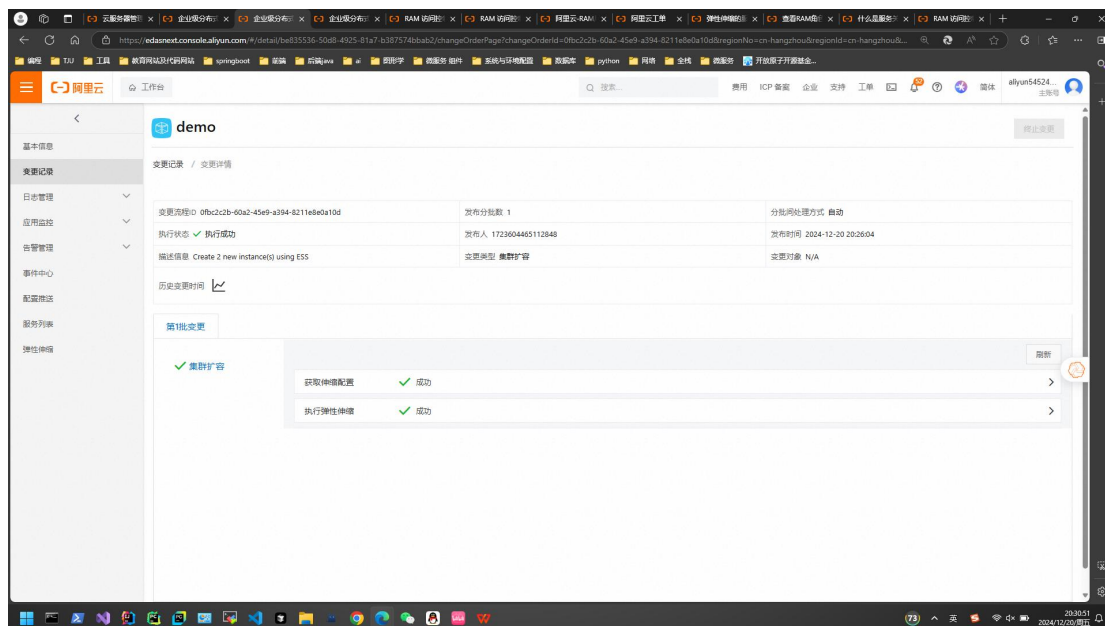 云服务器管
企业级分布式
企业级分布式
企业级分布式
RAM 访问控
RAM 访问控
阿里云-RAM
阿里云工单
弹性伸缩的
查看RAM角色
什么是服务
RAM 访问控
https://edasnext.console.aliyun.com/#/detail/be835536-50d8-4925-81a7-b387574bbab2/changeOrderPage?changeOrderId=0fbc2c2b-60a2-45e9-a394-8211e8e0a10d&regionNo=cn-hangzhou&regionId=cn-hangzhou&...
编程 TJU 工具 教育网站及代码网站 springboot 前端 后端java ai 图形学 微服务 组件 系统与环境配置 数据库 python 网络 全栈 微服务 开放原子开源基金...
阿里云 工作台 搜索... 费用 ICP 备案 企业 支持 工单 简体 aliyun54524...
主账号
demo
终止变更
基本信息
变更记录
日志管理
应用监控
告警管理
事件中心
配置推送
服务列表
弹性伸缩
变更记录 / 变更详情
变更流程ID 0fbc2c2b-60a2-45e9-a394-8211e8e0a10d 发布分批数 1 分批间处理方式 自动
执行状态 执行成功 发布人 1723604465112848 发布时间 2024-12-20 20:26:04
描述信息 Create 2 new instance(s) using ESS 变更类型 集群扩容 变更对象 N/A
历史变更时间
第1批变更
集群扩容
刷新
获取伸缩配置 成功
执行弹性伸缩 成功
73 英 20:30:51
2024/12/20/周五